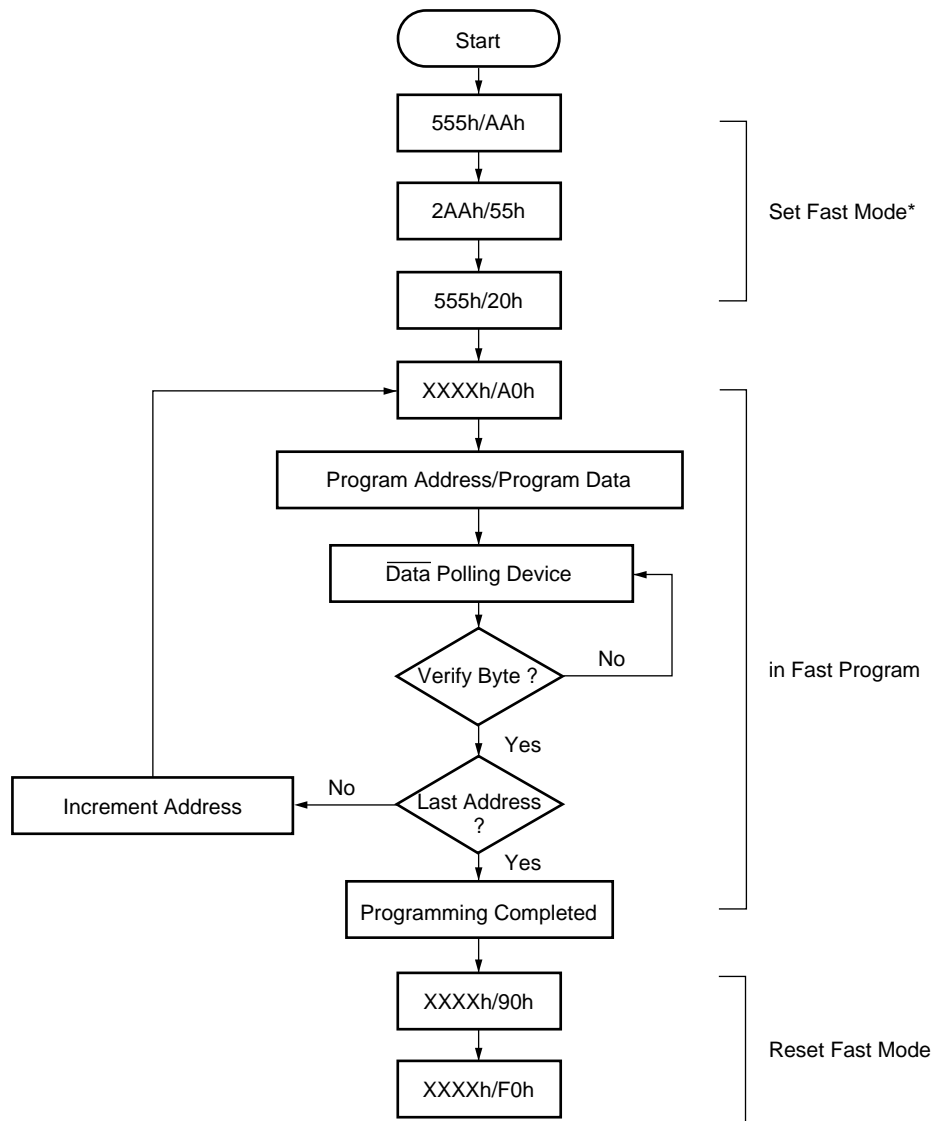 Start
555h/AAh
2AAh/55h
Set Fast Mode*
555h/20h
XXXXh/A0h
Program Address/Program Data
Data Polling Device
Verify Byte ?
No
in Fast Program
Yes
Increment Address
No
Last Address
?
Yes
Programming Completed
XXXXh/90h
Reset Fast Mode
XXXXh/F0h